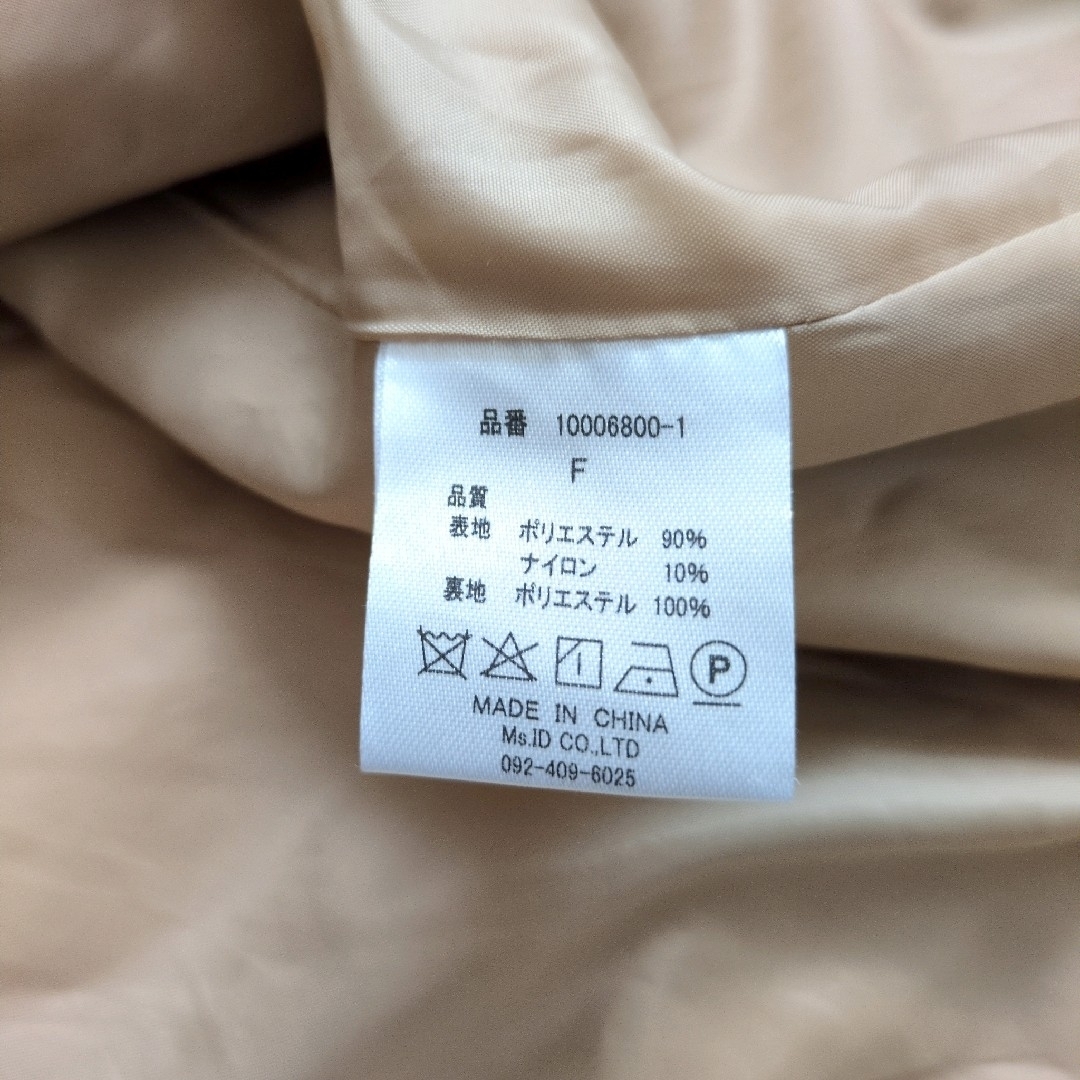 品番 10006800-1
F
品質
表地 ポリエステル 90%
ナイロン 10%
裏地 ポリエステル 100%
P
MADE IN CHINA
Ms.ID CO.,LTD
092-409-6025